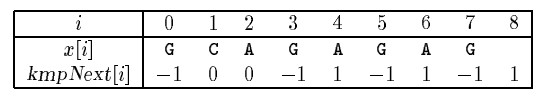 i 0 1 2 3 4 5 6 7 8
x[i] G C A G A G A G
kmpNext[i] −1 0 0 −1 1 −1 1 −1 1